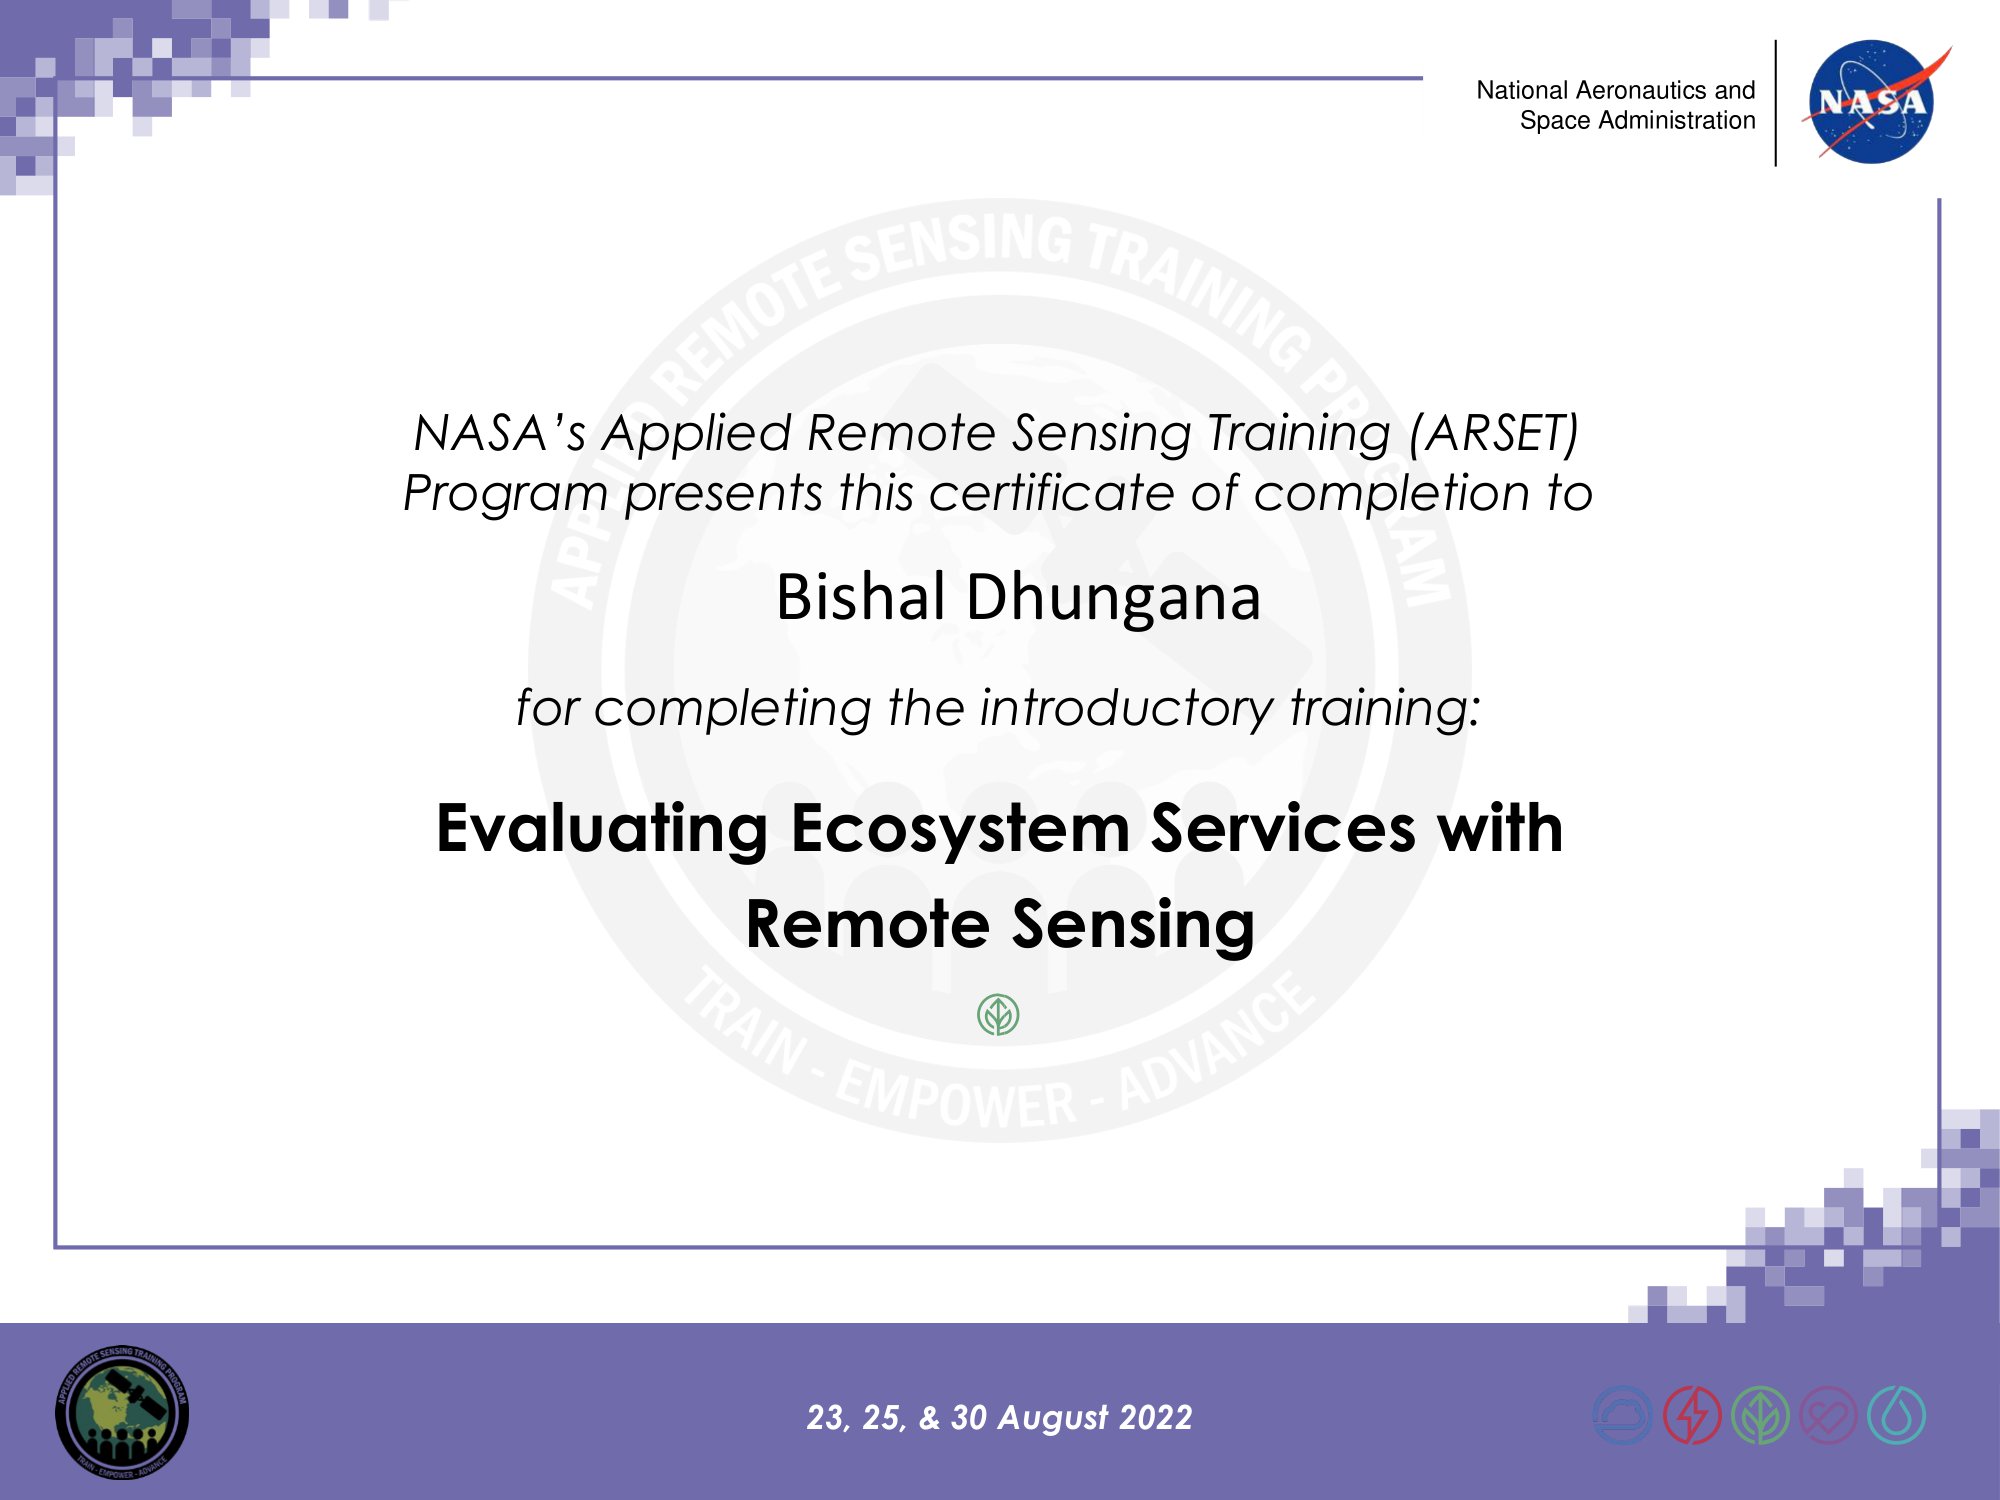 National Aeronautics and
Space Administration
NASA
APPLIED REMOTE SENSING TRAINING PROGRAM
NASA’s Applied Remote Sensing Training (ARSET)
Program presents this certificate of completion to
Bishal Dhungana
for completing the introductory training:
Evaluating Ecosystem Services with
Remote Sensing
TRAIN - EMPOWER - ADVANCE
APPLIED REMOTE SENSING TRAINING PROGRAM
TRAIN - EMPOWER - ADVANCE
23, 25, & 30 August 2022